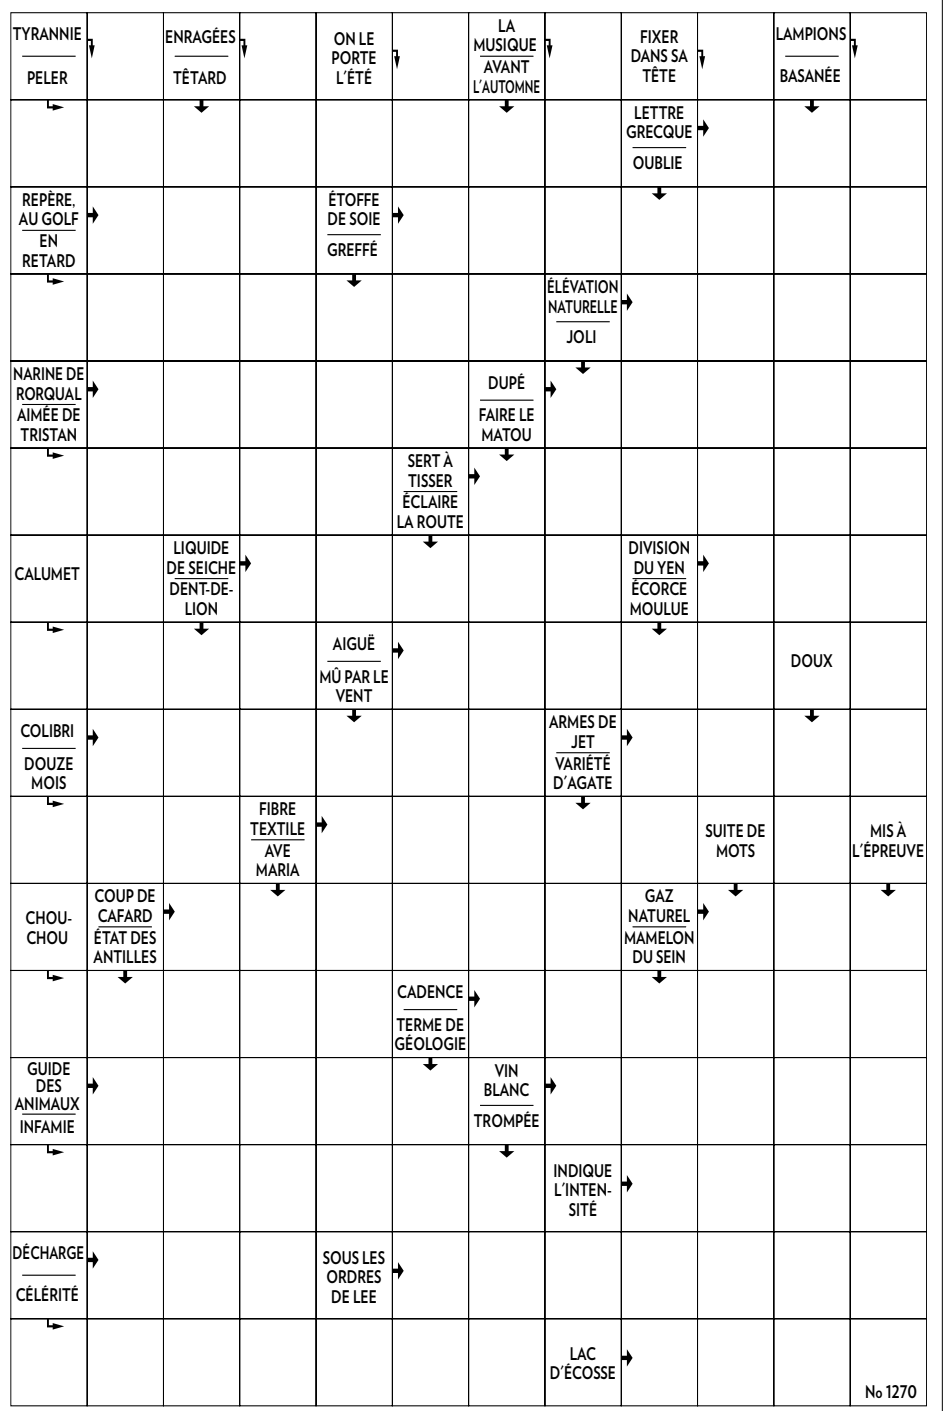 TYRANNIE
PELER
ENRAGÉES
TÊTARD
ON LE
PORTE
L'ÉTÉ
LA
MUSIQUE
AVANT
L'AUTOMNE
FIXER
DANS SA
TÊTE
LAMPIONS
BASANÉE
LETTRE
GRECQUE
OUBLIE
REPÈRE,
AU GOLF
EN
RETARD
ÉTOFFE
DE SOIE
GREFFÉ
ÉLÉVATION
NATURELLE
JOLI
NARINE DE
RORQUAL
AIMÉE DE
TRISTAN
DUPÉ
FAIRE LE
MATOU
SERT À
TISSER
ÉCLAIRE
LA ROUTE
CALUMET
LIQUIDE
DE SEICHE
DENT-DE-
LION
DIVISION
DU YEN
ÉCORCE
MOULUE
AIGUË
MÛ PAR LE
VENT
DOUX
COLIBRI
DOUZE
MOIS
ARMES DE
JET
VARIÉTÉ
D'AGATE
FIBRE
TEXTILE
AVE
MARIA
SUITE DE
MOTS
MIS À
L'ÉPREUVE
CHOU-
CHOU
COUP DE
CAFARD
ÉTAT DES
ANTILLES
GAZ
NATUREL
MAMELON
DU SEIN
CADENCE
TERME DE
GÉOLOGIE
GUIDE
DES
ANIMAUX
INFAMIE
VIN
BLANC
TROMPÉE
INDIQUE
L'INTEN-
SITÉ
DÉCHARGE
CÉLÉRITÉ
SOUS LES
ORDRES
DE LEE
LAC
D'ÉCOSSE
No 1270